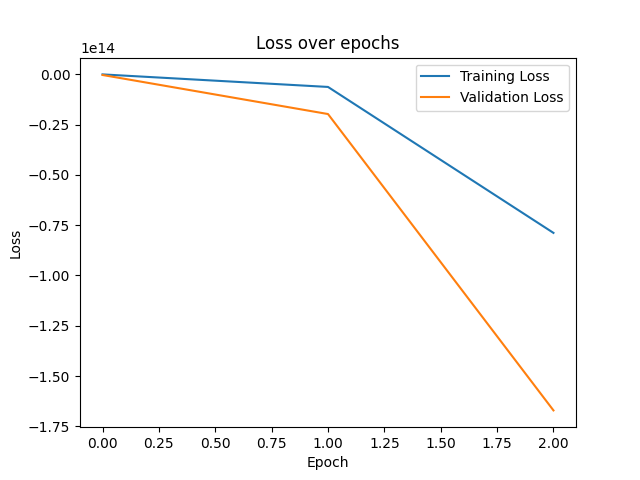 Loss over epochs
1e14
Training Loss
Validation Loss
0.00
−0.25
−0.50
−0.75
−1.00
−1.25
−1.50
−1.75
Loss
0.00 0.25 0.50 0.75 1.00 1.25 1.50 1.75 2.00
Epoch